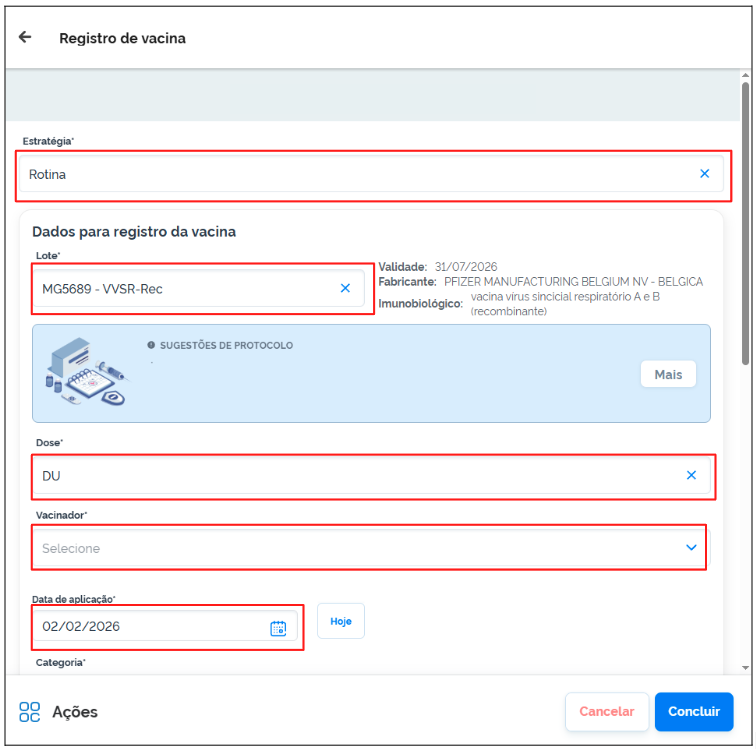 Registro de vacina
Estratégia*
Rotina
Dados para registro da vacina
Lote*
MG5689 - VVSR-Rec
Validade: 31/07/2026
Fabricante: PFIZER MANUFACTURING BELGIUM NV - BELGICA
Imunobiológico: vacina vírus sincicial respiratório A e B
(recombinante)
SUGESTÕES DE PROTOCOLO
.
Mais
Dose*
DU
Vacinador*
Selecione
Data de aplicação*
02/02/2026
Hoje
Categoria*
Ações
Cancelar
Concluir